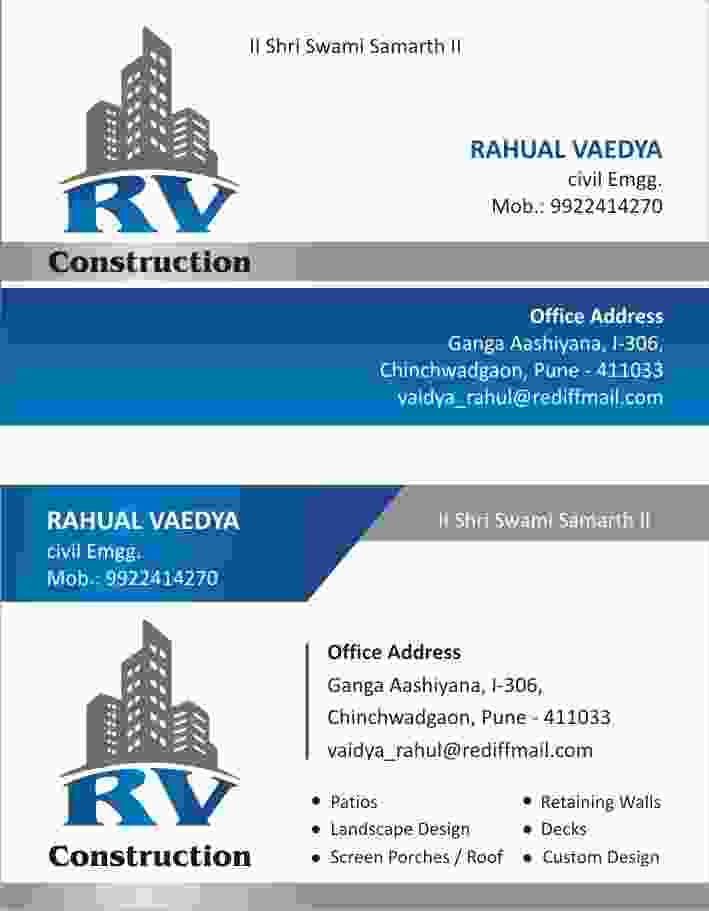 II Shri Swami Samarth II
RAHUAL VAEDYA
civil Emgg.
Mob.: 9922414270
RV
Construction
Office Address
Ganga Aashiyana, I-306,
Chinchwadgaon, Pune - 411033
vaidya_rahul@rediffmail.com
RAHUAL VAEDYA
civil Emgg.
Mob.: 9922414270
II Shri Swami Samarth II
RV
Construction
Office Address
Ganga Aashiyana, I-306,
Chinchwadgaon, Pune - 411033
vaidya_rahul@rediffmail.com
• Patios
• Landscape Design
• Screen Porches / Roof
• Retaining Walls
• Decks
• Custom Design